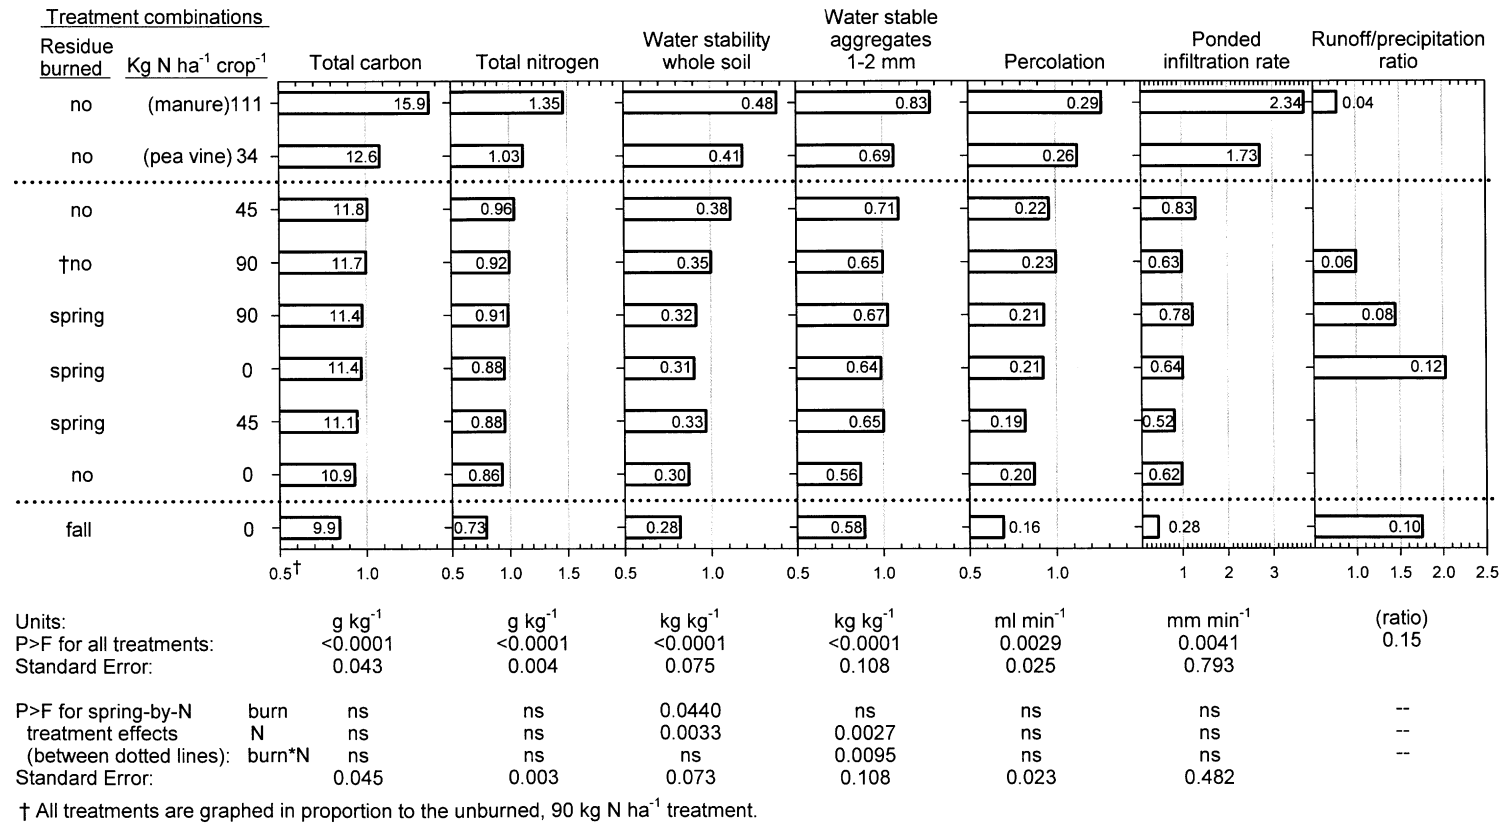 Treatment combinations
Residue burned Kg N ha⁻¹ crop⁻¹ Total carbon Total nitrogen Water stability whole soil Water stable aggregates 1-2 mm Percolation Ponded infiltration rate Runoff/precipitation ratio
no (manure)111 15.9 1.35 0.48 0.83 0.29 2.34 0.04
no (pea vine) 34 12.6 1.03 0.41 0.69 0.26 1.73
no 45 11.8 0.96 0.38 0.71 0.22 0.83
†no 90 11.7 0.92 0.35 0.65 0.23 0.63 0.06
spring 90 11.4 0.91 0.32 0.67 0.21 0.78 0.08
spring 0 11.4 0.88 0.31 0.64 0.21 0.64 0.12
spring 45 11.1 0.88 0.33 0.65 0.19 0.52
no 0 10.9 0.86 0.30 0.56 0.20 0.62
fall 0 9.9 0.73 0.28 0.58 0.16 0.28 0.10
0.5† 1.0 0.5 1.0 1.5 0.5 1.0 0.5 1.0 0.5 1.0 1 2 3 1.0 1.5 2.0 2.5
Units: g kg⁻¹ g kg⁻¹ kg kg⁻¹ kg kg⁻¹ ml min⁻¹ mm min⁻¹ (ratio)
P>F for all treatments: <0.0001 <0.0001 <0.0001 <0.0001 0.0029 0.0041 0.15
Standard Error: 0.043 0.004 0.075 0.108 0.025 0.793
P>F for spring-by-N burn ns ns 0.0440 ns ns ns --
treatment effects N ns ns 0.0033 0.0027 ns ns --
(between dotted lines): burn*N ns ns ns 0.0095 ns ns --
Standard Error: 0.045 0.003 0.073 0.108 0.023 0.482
† All treatments are graphed in proportion to the unburned, 90 kg N ha⁻¹ treatment.